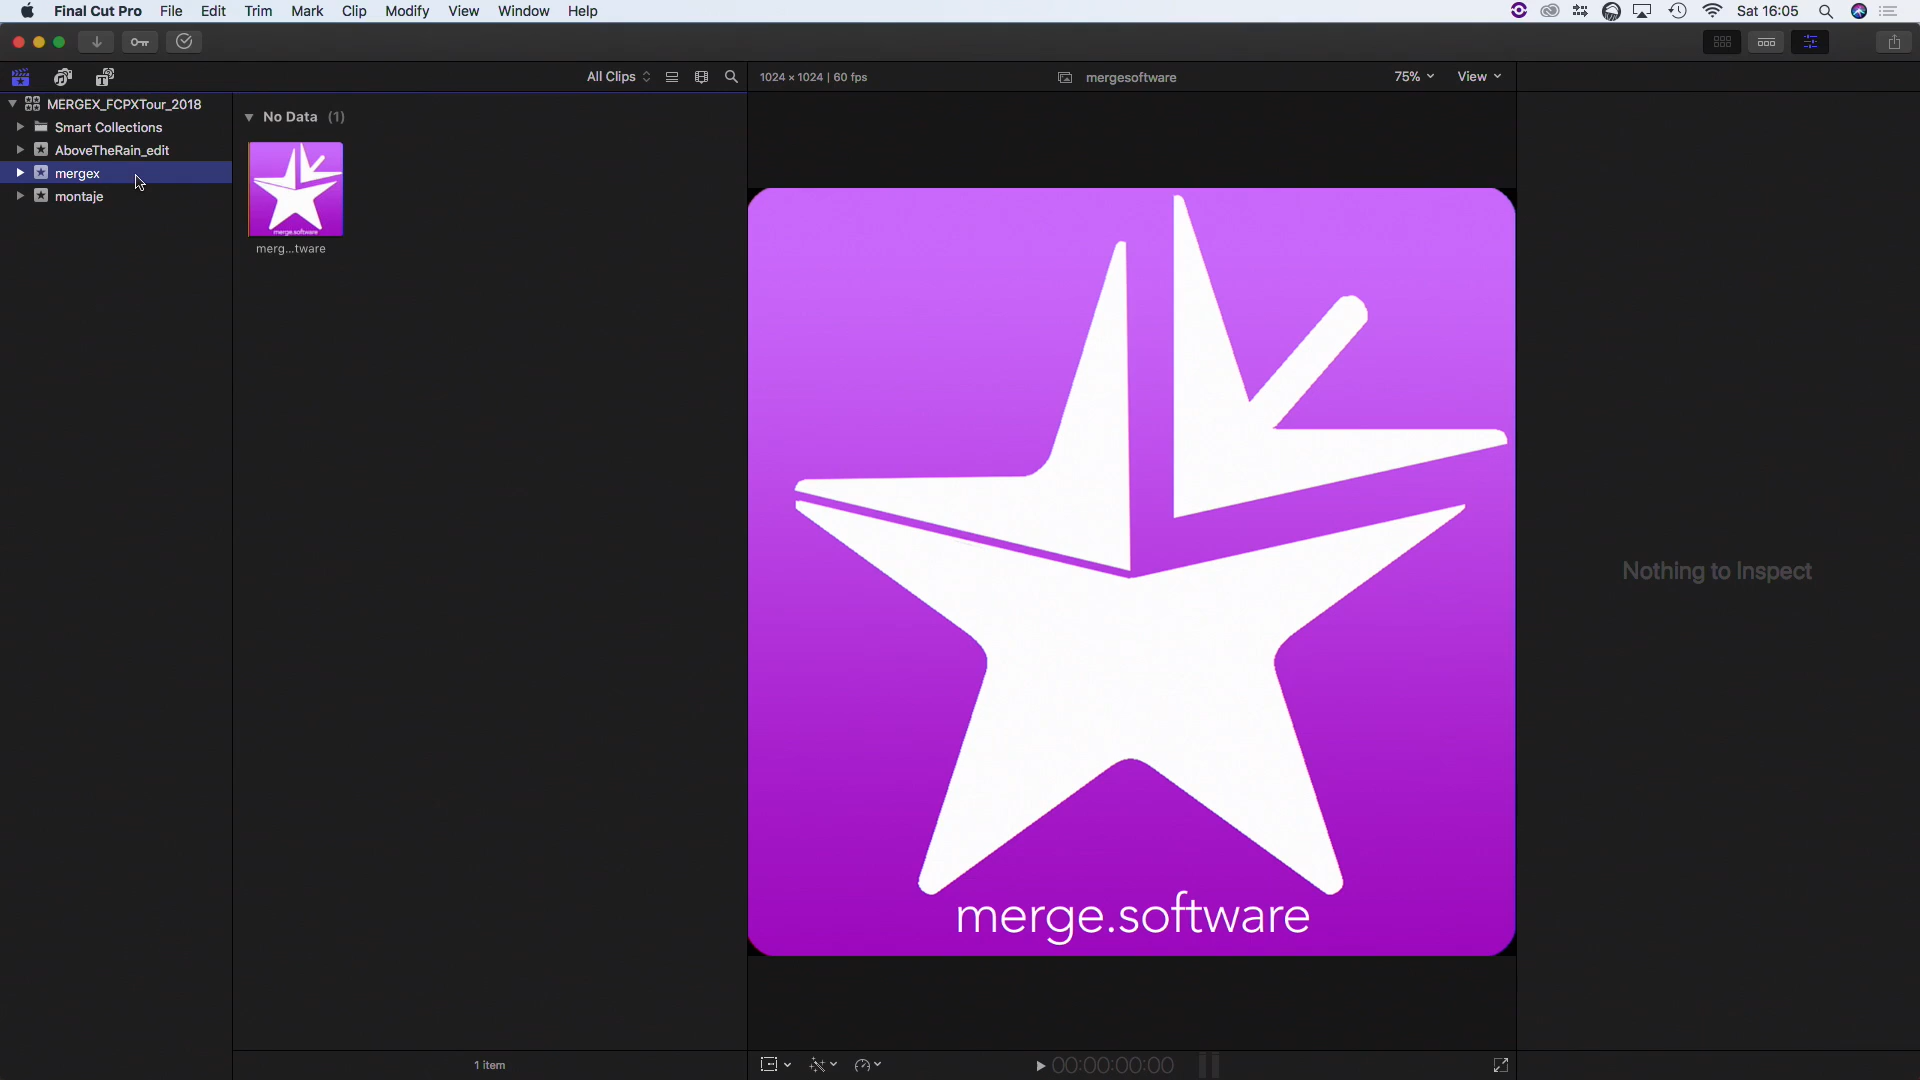 Final Cut Pro File Edit Trim Mark Clip Modify View Window Help
Sat 16:05
All Clips
1024 × 1024 | 60 fps
mergesoftware
75%
View
MERGEX_FCPXTour_2018
Smart Collections
AboveTheRain_edit
mergex
montaje
No Data (1)
merge.software
merg...tware
merge.software
Nothing to Inspect
1 item
00:00:00:00